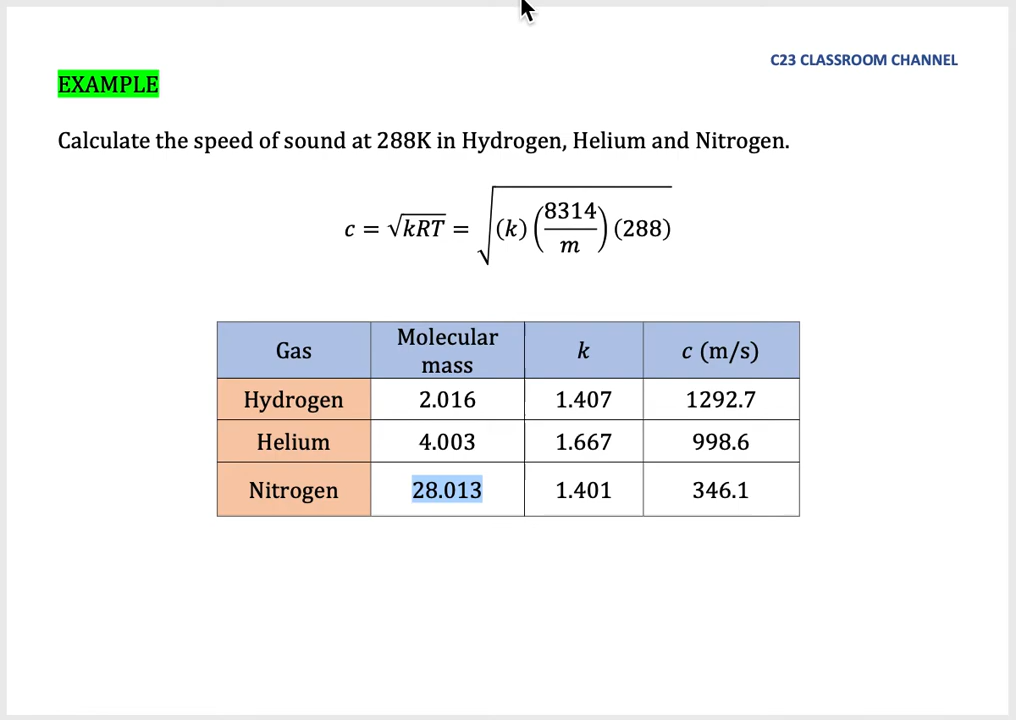 C23 CLASSROOM CHANNEL
EXAMPLE
Calculate the speed of sound at 288K in Hydrogen, Helium and Nitrogen.
c = √kRT = √(k)(8314/m)(288)
Gas Molecular mass k c (m/s)
Hydrogen 2.016 1.407 1292.7
Helium 4.003 1.667 998.6
Nitrogen 28.013 1.401 346.1